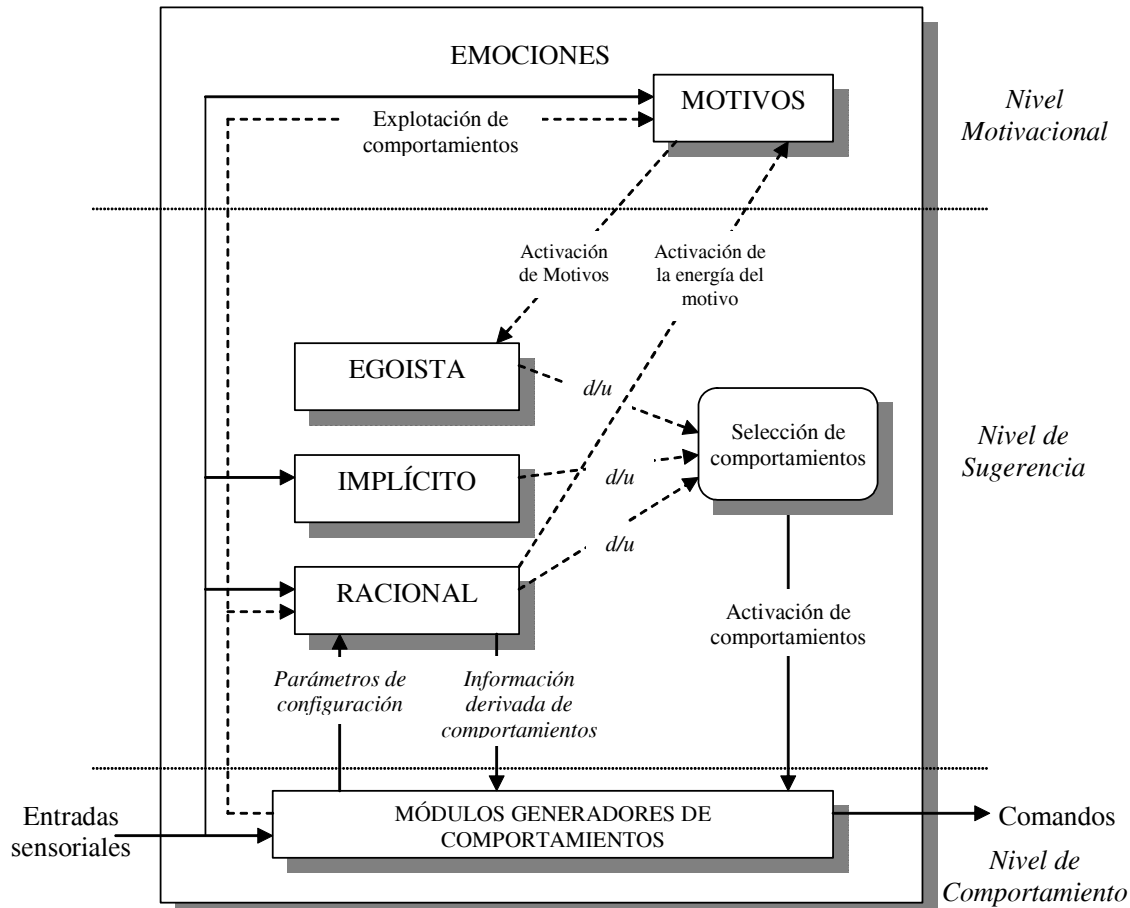 EMOCIONES
MOTIVOS
Nivel
Motivacional
Explotación de
comportamientos
Activación
de Motivos
Activación de
la energía del
motivo
EGOISTA
d/u
Selección de
comportamientos
Nivel de
Sugerencia
IMPLÍCITO
d/u
d/u
RACIONAL
Activación de
comportamientos
Parámetros de
configuración
Información
derivada de
comportamientos
Entradas
sensoriales
MÓDULOS GENERADORES DE
COMPORTAMIENTOS
Comandos
Nivel de
Comportamiento